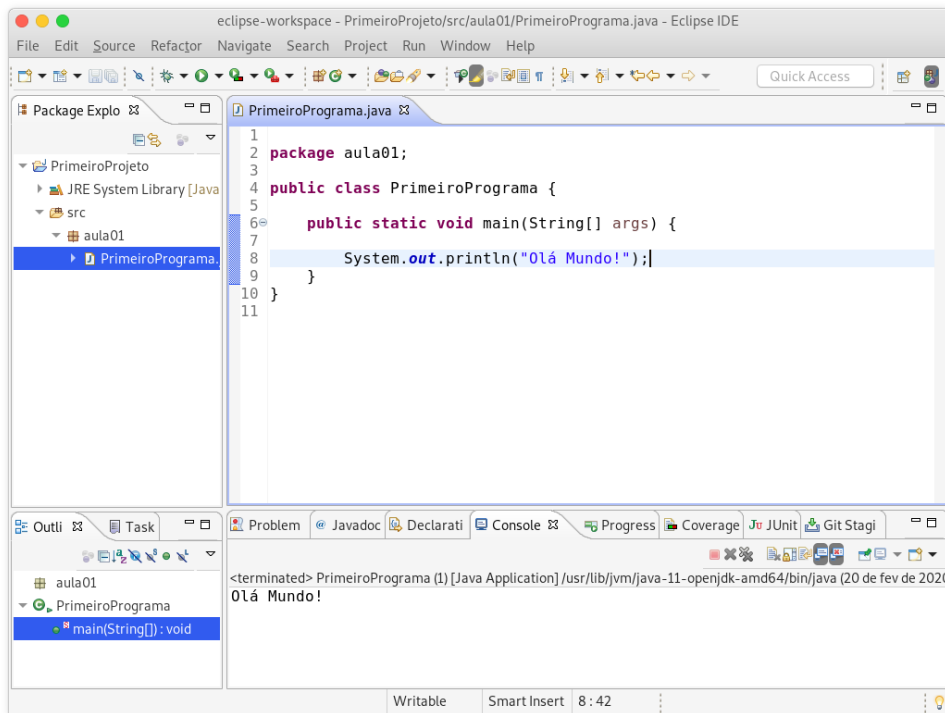 eclipse-workspace - PrimeiroProjeto/src/aula01/PrimeiroPrograma.java - Eclipse IDE
File Edit Source Refactor Navigate Search Project Run Window Help
Quick Access
Package Explo
PrimeiroProjeto
JRE System Library [Java
src
aula01
PrimeiroPrograma.
PrimeiroPrograma.java
1
2 package aula01;
3
4 public class PrimeiroPrograma {
5
6 public static void main(String[] args) {
7
8 System.out.println("Olá Mundo!");
9 }
10 }
11
Outli Task
aula01
PrimeiroPrograma
main(String[]) : void
Problem Javadoc Declarati Console Progress Coverage JUnit Git Stagi
<terminated> PrimeiroPrograma (1) [Java Application] /usr/lib/jvm/java-11-openjdk-amd64/bin/java (20 de fev de 2020
Olá Mundo!
Writable Smart Insert 8 : 42